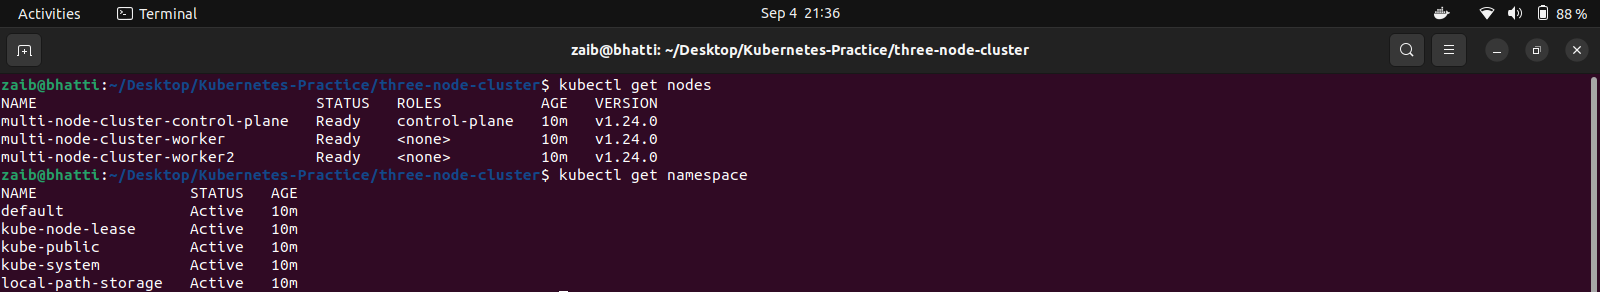 Activities Terminal Sep 4 21:36 88 %
zaib@bhatti: ~/Desktop/Kubernetes-Practice/three-node-cluster
zaib@bhatti:~/Desktop/Kubernetes-Practice/three-node-cluster$ kubectl get nodes
NAME STATUS ROLES AGE VERSION
multi-node-cluster-control-plane Ready control-plane 10m v1.24.0
multi-node-cluster-worker Ready <none> 10m v1.24.0
multi-node-cluster-worker2 Ready <none> 10m v1.24.0
zaib@bhatti:~/Desktop/Kubernetes-Practice/three-node-cluster$ kubectl get namespace
NAME STATUS AGE
default Active 10m
kube-node-lease Active 10m
kube-public Active 10m
kube-system Active 10m
local-path-storage Active 10m